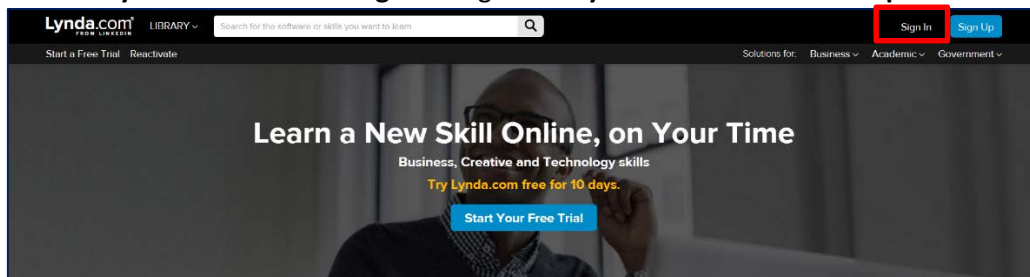 Lynda.com LIBRARY Search for the software or skills you want to learn Sign In Sign Up
FROM LINKEDIN
Start a Free Trial Reactivate Solutions for: Business Academic Government
Learn a New Skill Online, on Your Time
Business, Creative and Technology skills
Try Lynda.com free for 10 days.
Start Your Free Trial